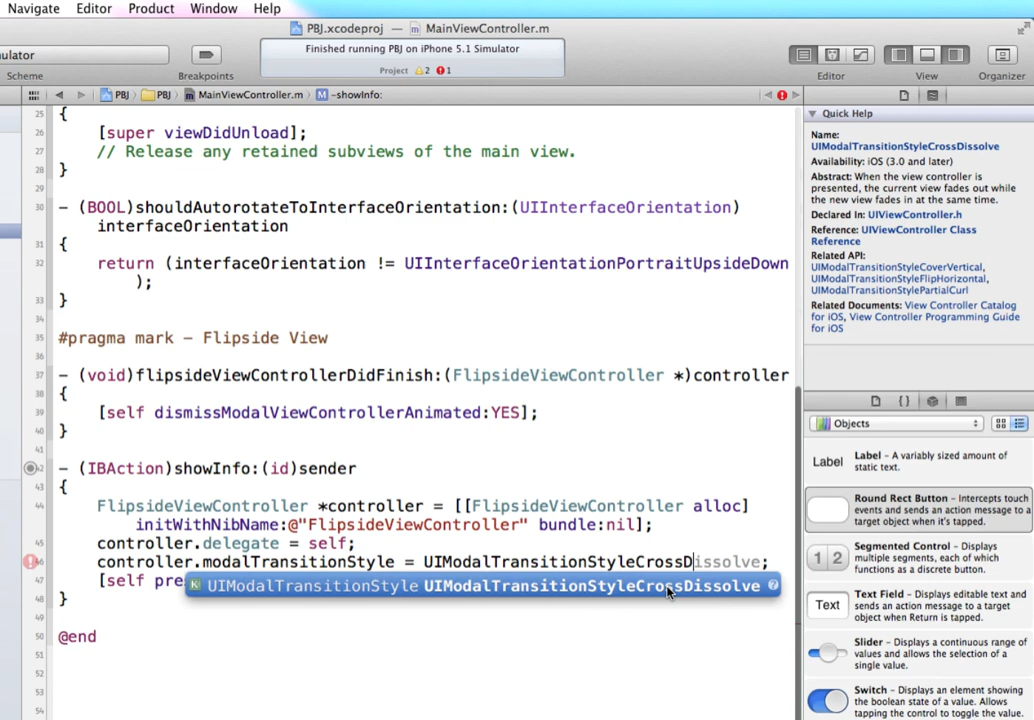 Navigate Editor Product Window Help
PBJ.xcodeproj — MainViewController.m
ulator
Finished running PBJ on iPhone 5.1 Simulator
Project 2 1
Scheme Breakpoints Editor View Organizer
PBJ PBJ MainViewController.m M -showInfo:
25 {
26 [super viewDidUnload];
27 // Release any retained subviews of the main view.
28 }
29
30 - (BOOL)shouldAutorotateToInterfaceOrientation:(UIInterfaceOrientation)
interfaceOrientation
31 {
32 return (interfaceOrientation != UIInterfaceOrientationPortraitUpsideDown
);
33 }
34
35 #pragma mark - Flipside View
36
37 - (void)flipsideViewControllerDidFinish:(FlipsideViewController *)controller
38 {
39 [self dismissModalViewControllerAnimated:YES];
40 }
41
42 - (IBAction)showInfo:(id)sender
43 {
44 FlipsideViewController *controller = [[FlipsideViewController alloc]
initWithNibName:@"FlipsideViewController" bundle:nil];
45 controller.delegate = self;
46 controller.modalTransitionStyle = UIModalTransitionStyleCrossDissolve;
47 [self pre
K UIModalTransitionStyle UIModalTransitionStyleCrossDissolve ?
48 }
50 @end
51
52
53
54
Quick Help
Name:
UIModalTransitionStyleCrossDissolve
Availability: iOS (3.0 and later)
Abstract: When the view controller is
presented, the current view fades out while
the new view fades in at the same time.
Declared In: UIViewController.h
Reference: UIViewController Class
Reference
Related API:
UIModalTransitionStyleCoverVertical,
UIModalTransitionStyleFlipHorizontal,
UIModalTransitionStylePartialCurl
Related Documents: View Controller Catalog
for iOS, View Controller Programming Guide
for iOS
{ }
Objects
Label
Label - A variably sized amount of
static text.
Round Rect Button - Intercepts touch
events and sends an action message to a
target object when it's tapped.
1 2
Segmented Control - Displays
multiple segments, each of which
functions as a discrete button.
Text
Text Field - Displays editable text and
sends an action message to a target
object when Return is tapped.
Slider - Displays a continuous range of
values and allows the selection of a
single value.
Switch - Displays an element showing
the boolean state of a value. Allows
tapping the control to toggle the value.